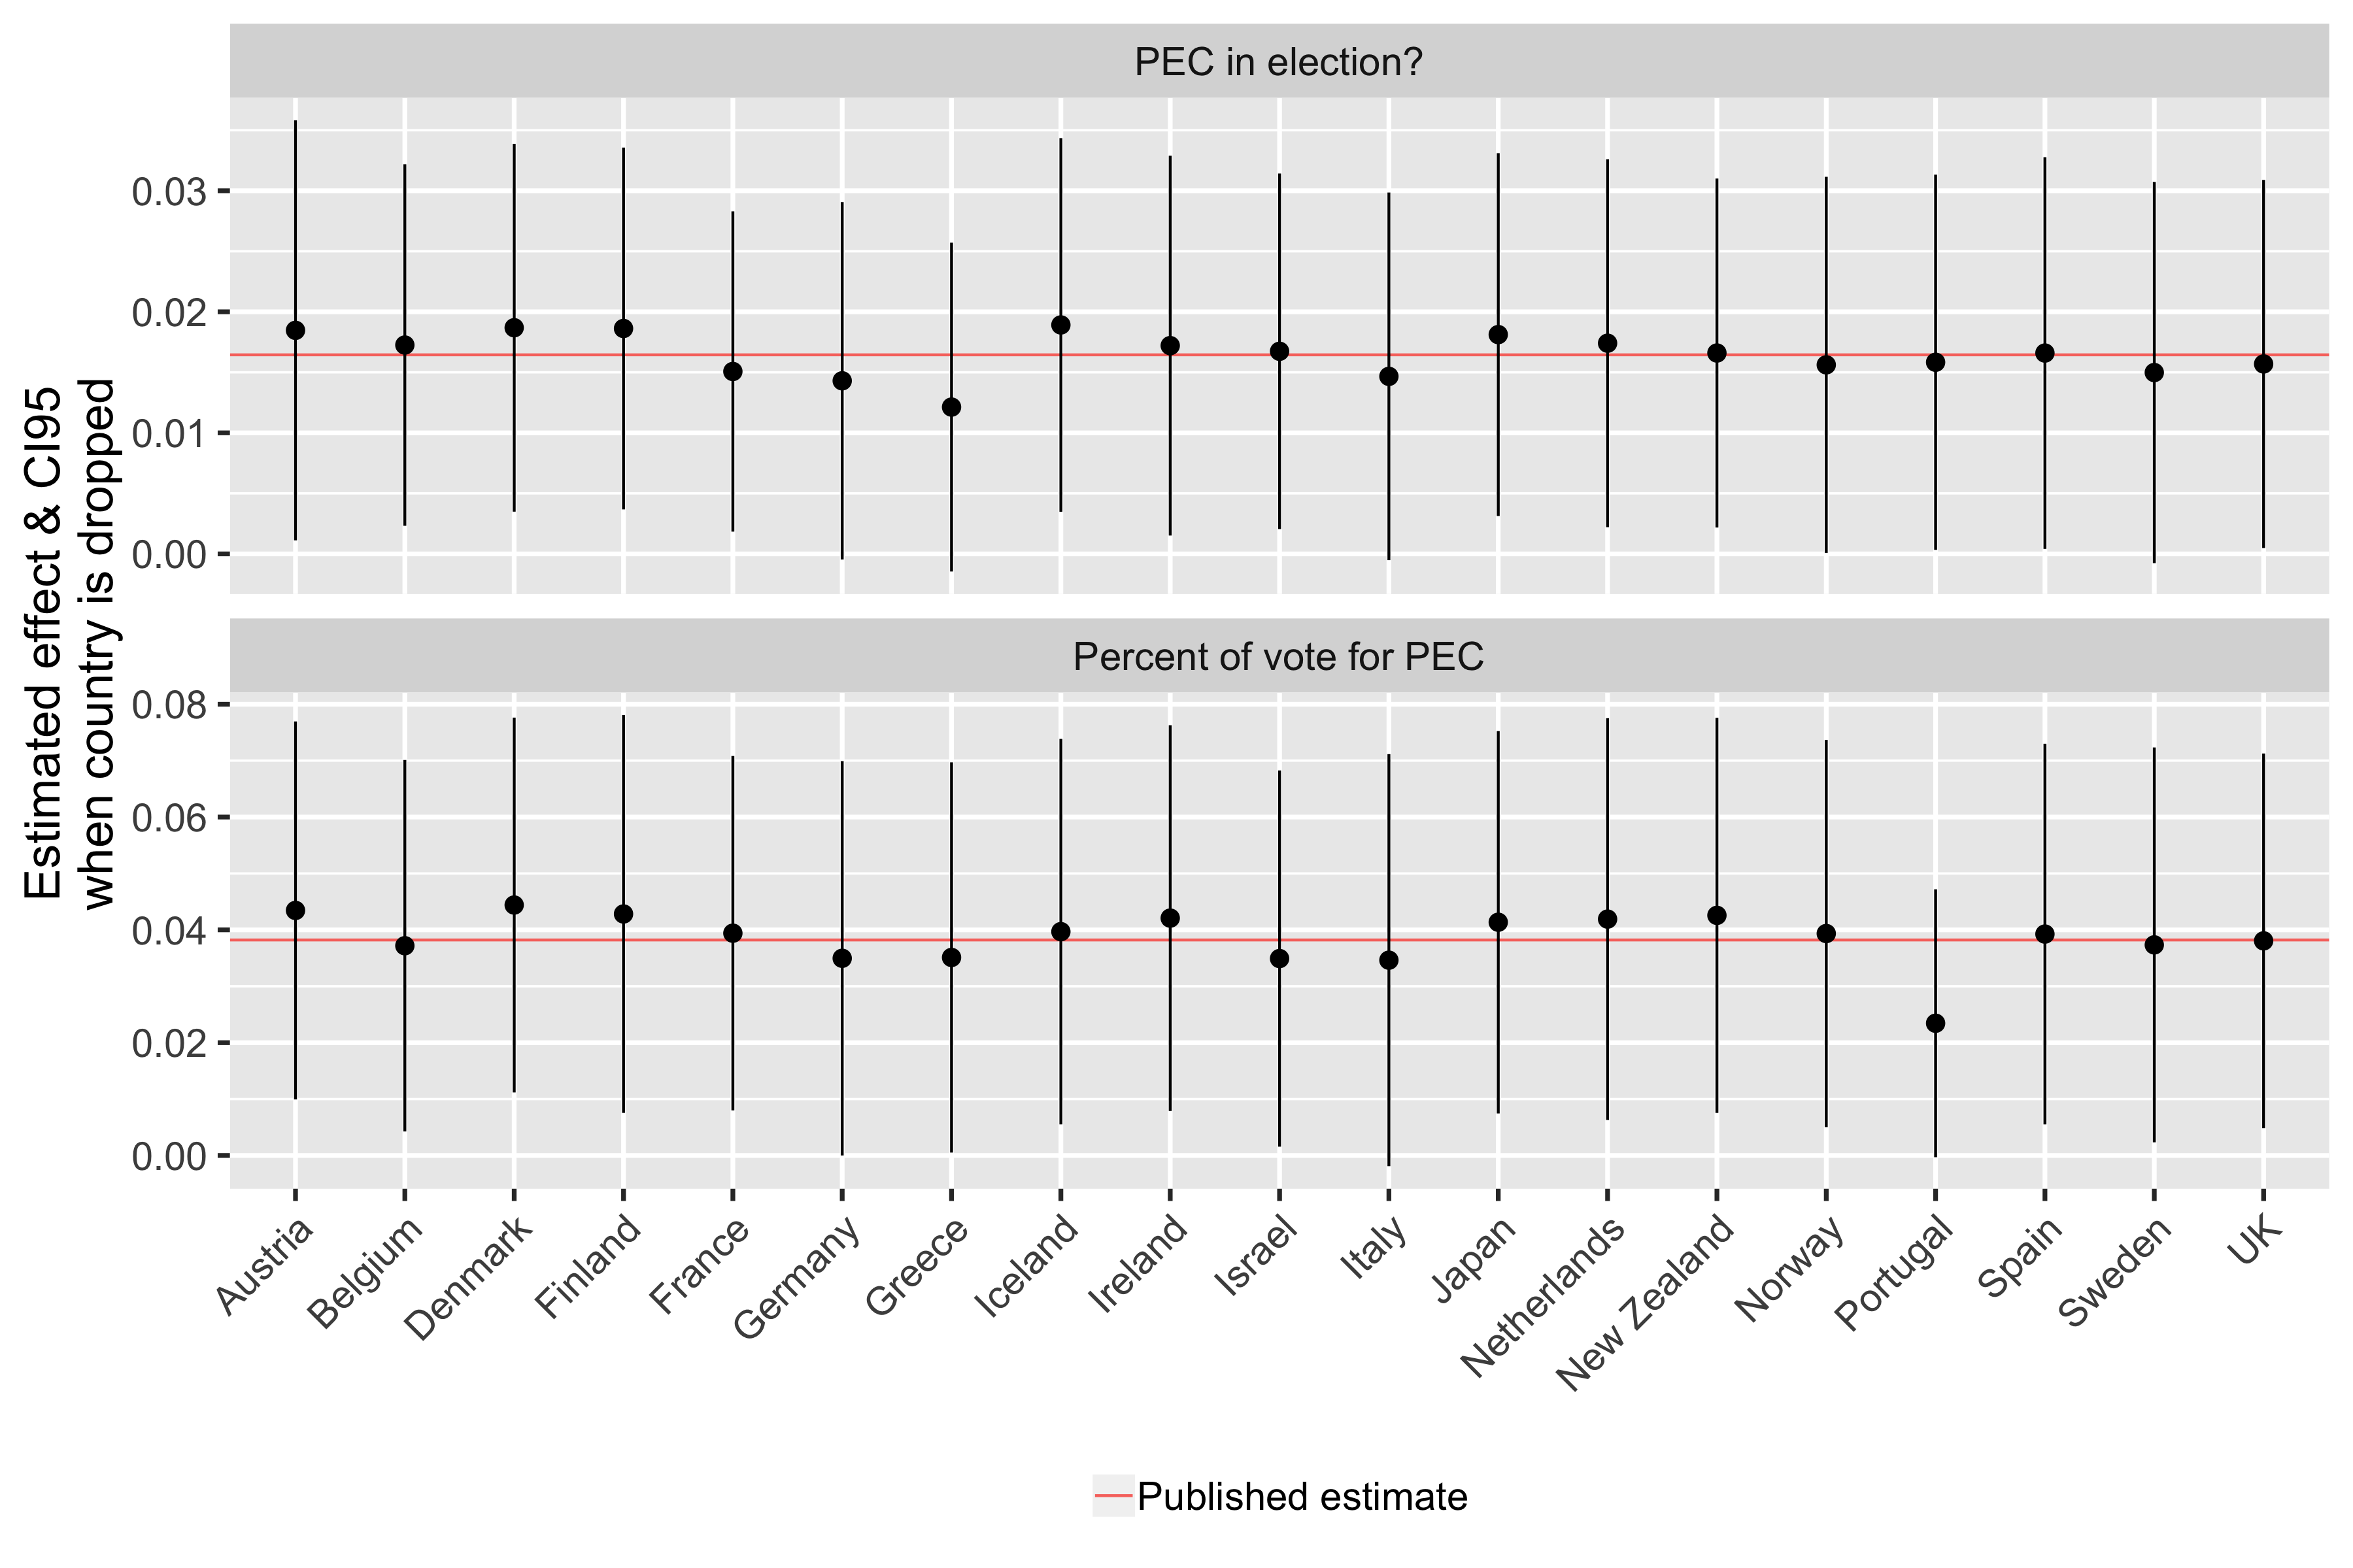 PEC in election?
0.03
0.02
0.01
0.00
Estimated effect & CI95
when country is dropped
Percent of vote for PEC
0.08
0.06
0.04
0.02
0.00
Austria
Belgium
Denmark
Finland
France
Germany
Greece
Iceland
Ireland
Israel
Italy
Japan
Netherlands
New Zealand
Norway
Portugal
Spain
Sweden
UK
Published estimate